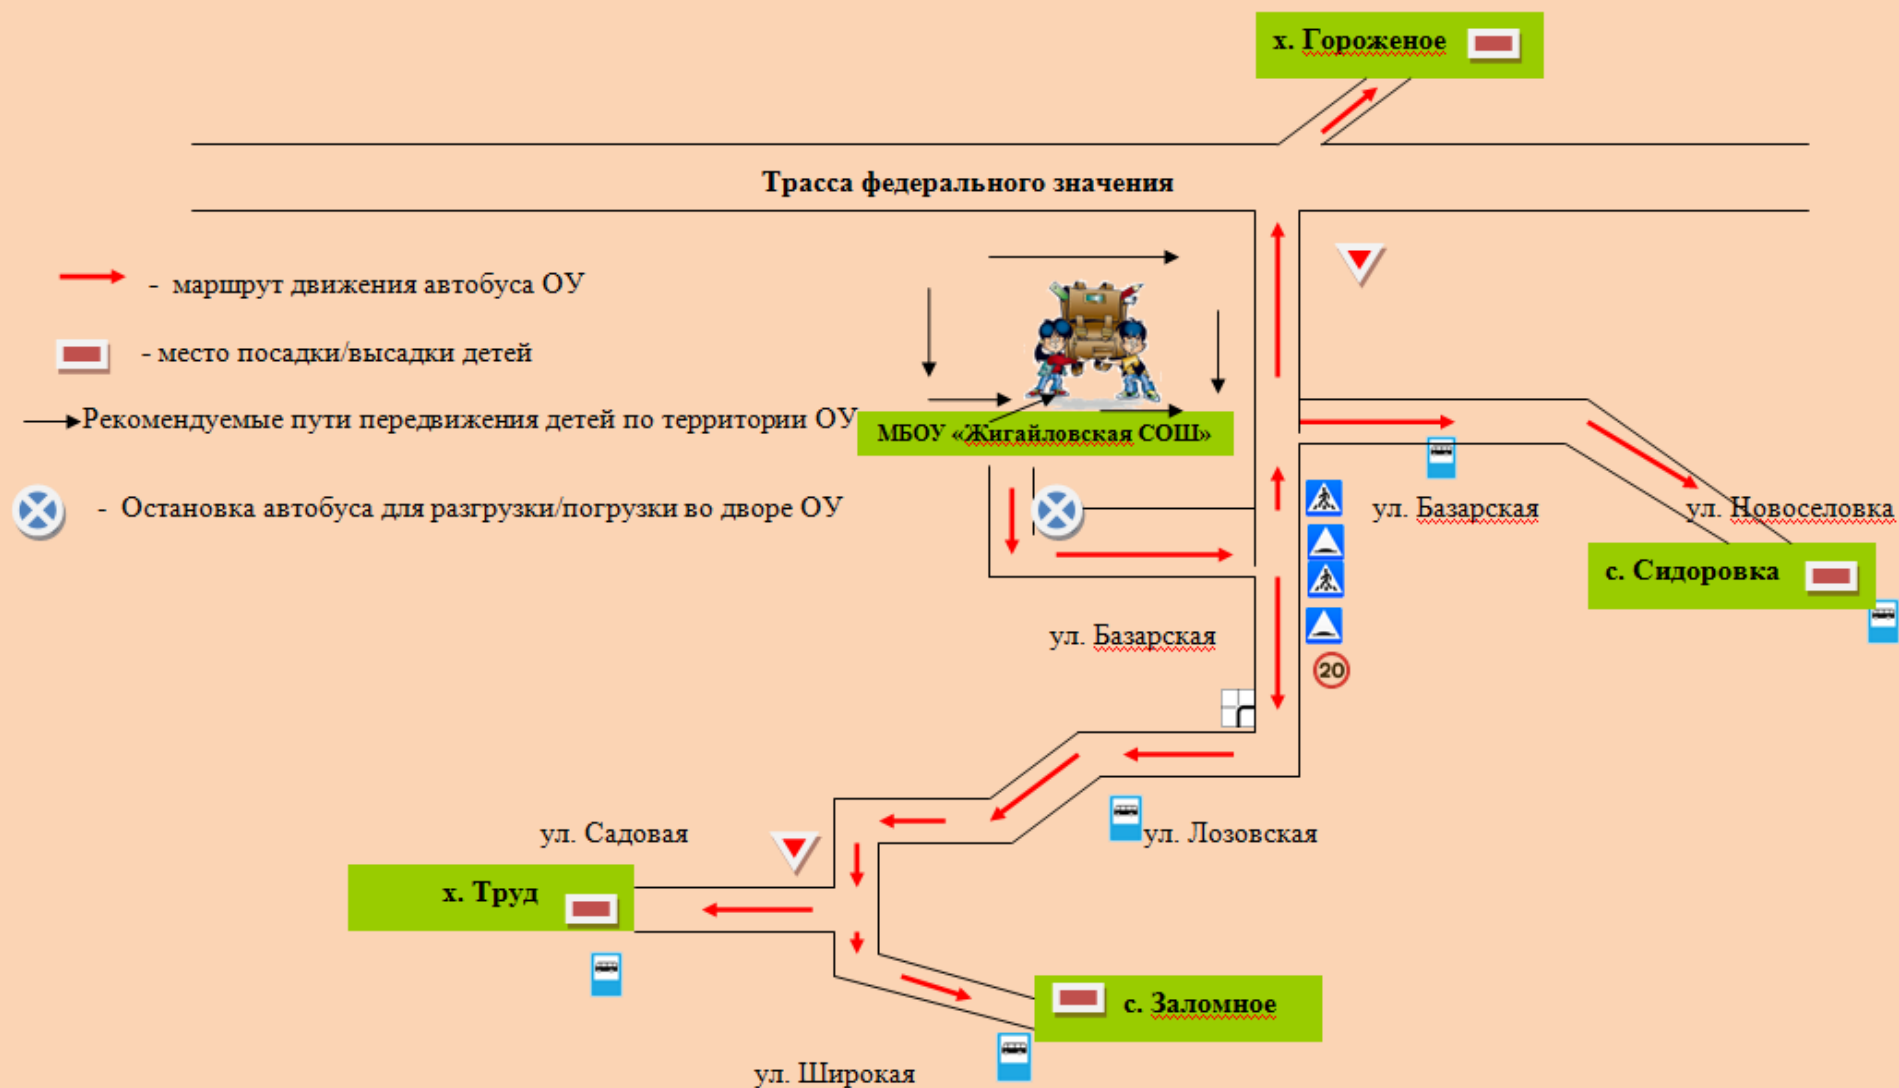 х. Гороженое
Трасса федерального значения
- маршрут движения автобуса ОУ
- место посадки/высадки детей
Рекомендуемые пути передвижения детей по территории ОУ
МБОУ «Жигайловская СОШ»
- Остановка автобуса для разгрузки/погрузки во дворе ОУ
ул. Базарская
ул. Новоселовка
с. Сидоровка
ул. Базарская
20
ул. Садовая
ул. Лозовская
х. Труд
с. Заломное
ул. Широкая